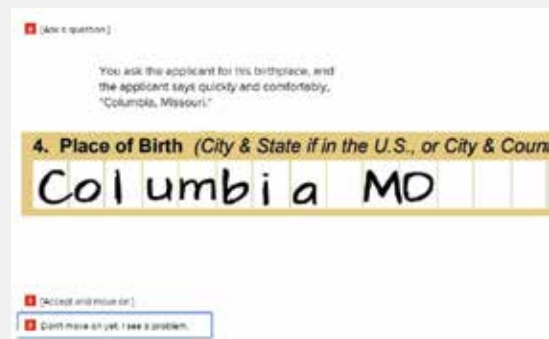 [Ask a question]
You ask the applicant for his birthplace, and
the applicant says quickly and comfortably,
"Columbia, Missouri."
4. Place of Birth (City & State if in the U.S., or City & Coun
Columbia MO
[Accept and move on]
Don't move on yet. I see a problem.